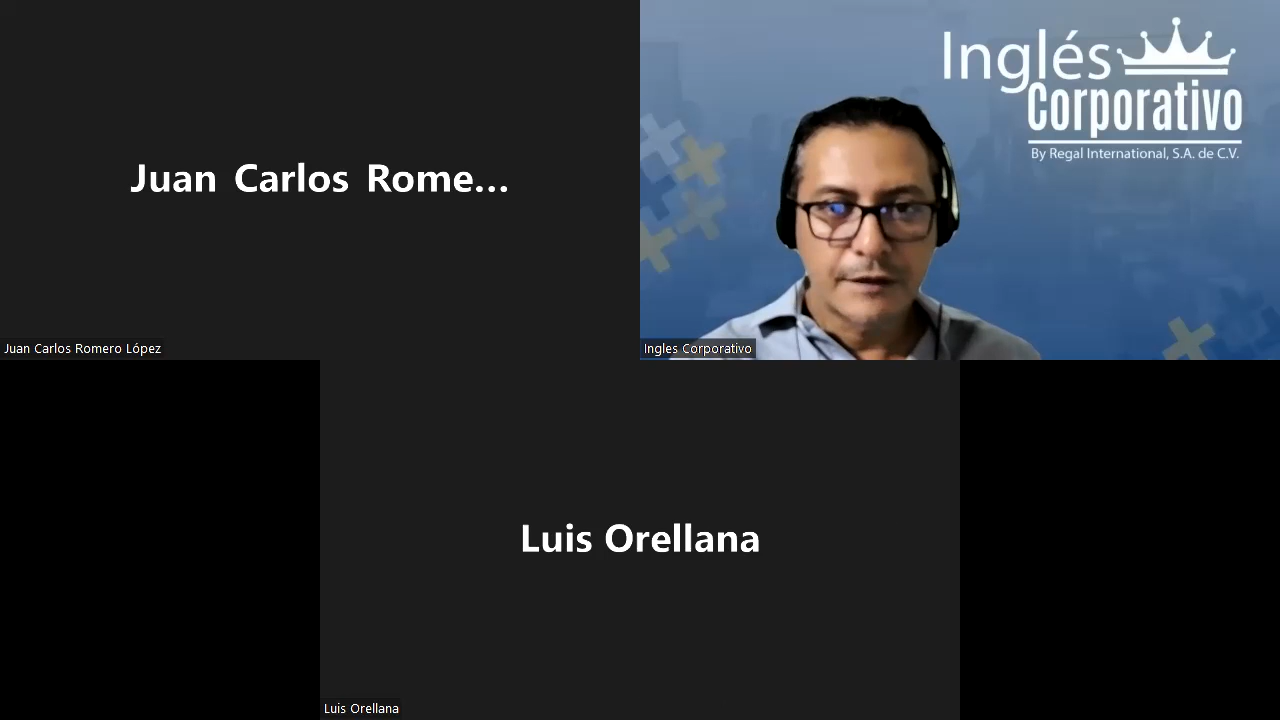 Juan Carlos Rome...
Juan Carlos Romero López
Inglés
Corporativo
By Regal International, S.A. de C.V.
Ingles Corporativo
Luis Orellana
Luis Orellana